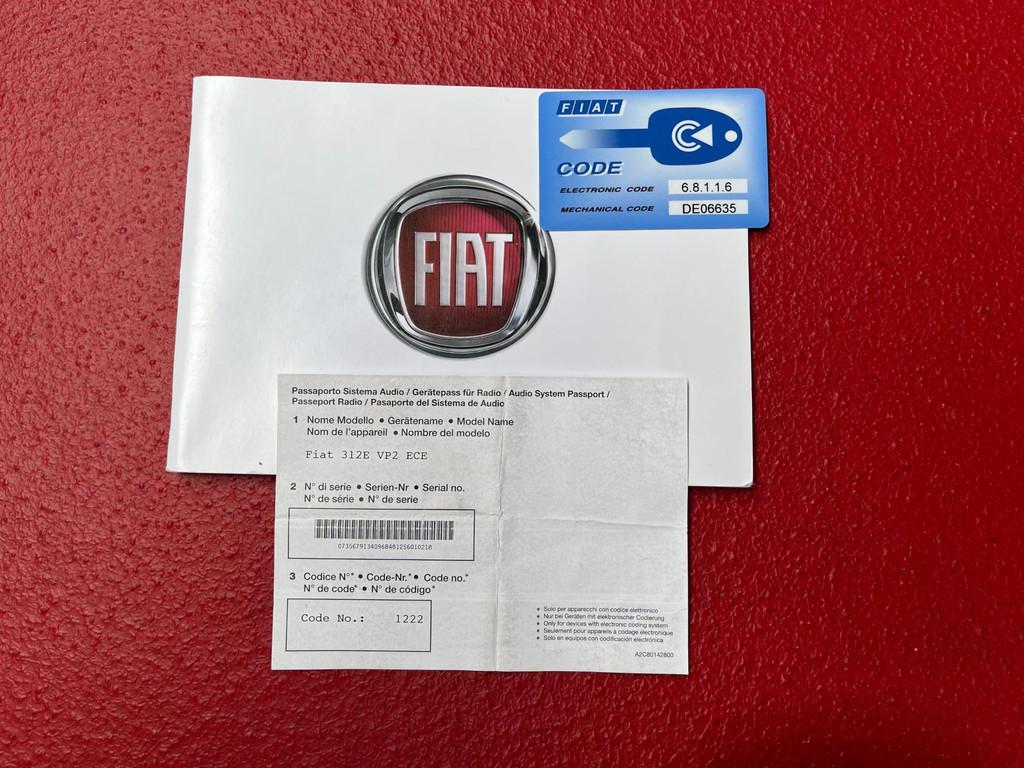 FIAT
CODE
ELECTRONIC CODE 6.8.1.1.6
MECHANICAL CODE DE06635
FIAT
Passaporto Sistema Audio / Gerätepass für Radio / Audio System Passport /
Passeport Radio / Pasaporte del Sistema de Audio
1 Nome Modello • Gerätename • Model Name
Nom de l'appareil • Nombre del modelo
Fiat 312E VP2 ECE
2 N° di serie • Serien-Nr • Serial no.
N° de série • N° de serie
07356791340968481256010218
3 Codice N°* • Code-Nr.* • Code no.*
N° de code* • N° de código*
Code No.: 1222
• Solo per apparecchi con codice elettronico
• Nur bei Geräten mit elektronischer Codierung
• Only for devices with electronic coding system
• Seulement pour appareils à codage électronique
• Sólo en equipos con codificación electrónica
A2C80142800